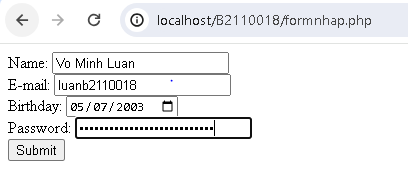 localhost/B2110018/formnhap.php
Name: Vo Minh Luan
E-mail: luanb2110018
Birthday: 05/07/2003
Password: ••••••••••••••••••••••••••••
Submit